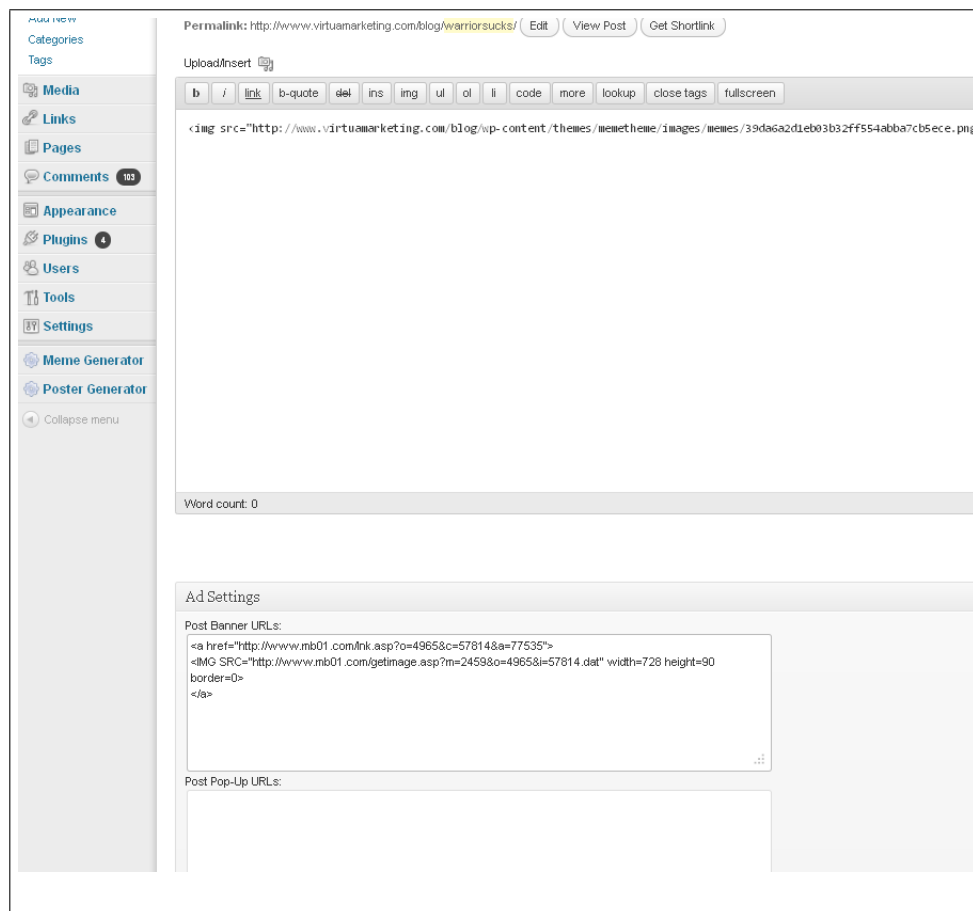 Add New
Categories
Tags
Media
Links
Pages
Comments 103
Appearance
Plugins 4
Users
Tools
Settings
Meme Generator
Poster Generator
Collapse menu
Permalink: http://www.virtuamarketing.com/blog/warriorsucks/ Edit View Post Get Shortlink
Upload/Insert
b i link b-quote del ins img ul ol li code more lookup close tags fullscreen
<img src="http://www.virtuamarketing.com/blog/wp-content/themes/memetheme/images/memes/39da6a2d1eb03b32ff554abba7cb5ece.png
Word count: 0
Ad Settings
Post Banner URLs:
<a href="http://www.mb01.com/lnk.asp?o=4965&c=57814&a=77535">
<IMG SRC="http://www.mb01.com/getimage.asp?m=2459&o=4965&i=57814.dat" width=728 height=90
border=0>
</a>
Post Pop-Up URLs: